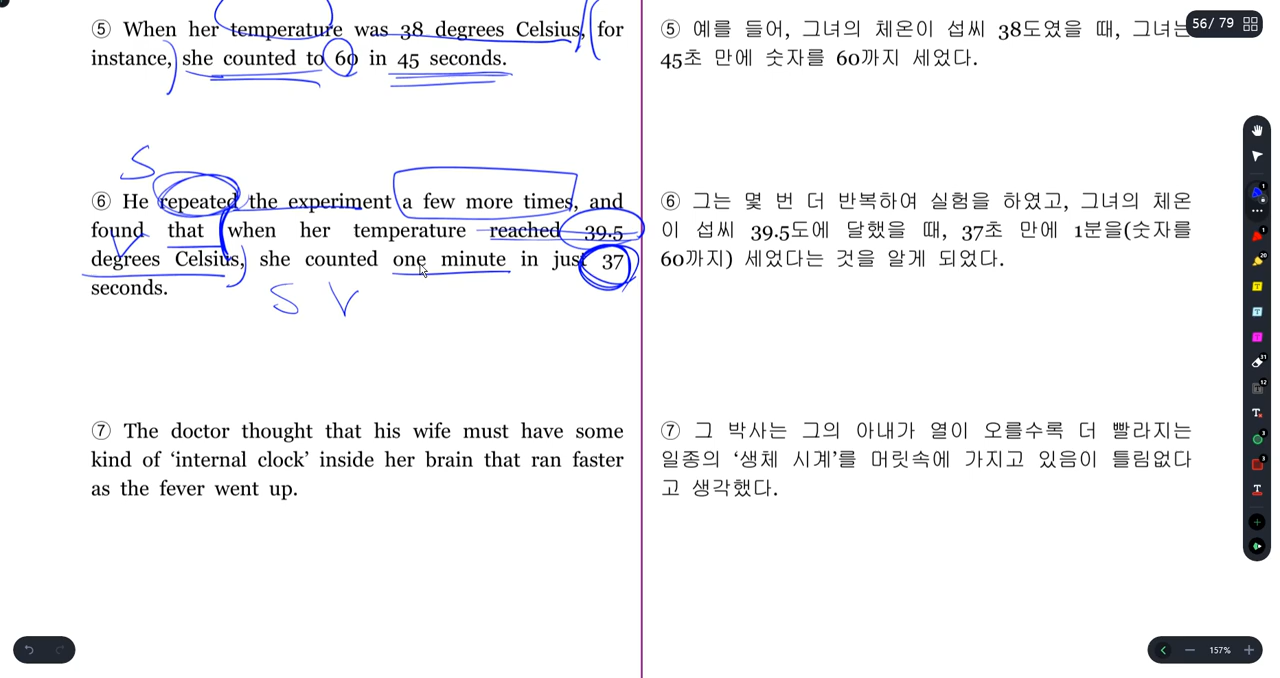 ⑤ When her temperature was 38 degrees Celsius, for
instance, she counted to 60 in 45 seconds.
⑤ 예를 들어, 그녀의 체온이 섭씨 38도였을 때, 그녀는
45초 만에 숫자를 60까지 세었다.
56/ 79
S
⑥ He repeated the experiment a few more times, and
found that when her temperature reached 39.5
degrees Celsius, she counted one minute in just 37
seconds.
V
S V
⑥ 그는 몇 번 더 반복하여 실험을 하였고, 그녀의 체온
이 섭씨 39.5도에 달했을 때, 37초 만에 1분을(숫자를
60까지) 세었다는 것을 알게 되었다.
⑦ The doctor thought that his wife must have some
kind of ‘internal clock’ inside her brain that ran faster
as the fever went up.
⑦ 그 박사는 그의 아내가 열이 오를수록 더 빨라지는
일종의 ‘생체 시계’를 머릿속에 가지고 있음이 틀림없다
고 생각했다.
157%